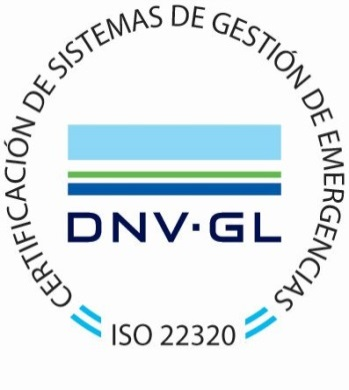 CERTIFICACIÓN DE SISTEMAS DE GESTIÓN DE EMERGENCIAS
DNV·GL
ISO 22320